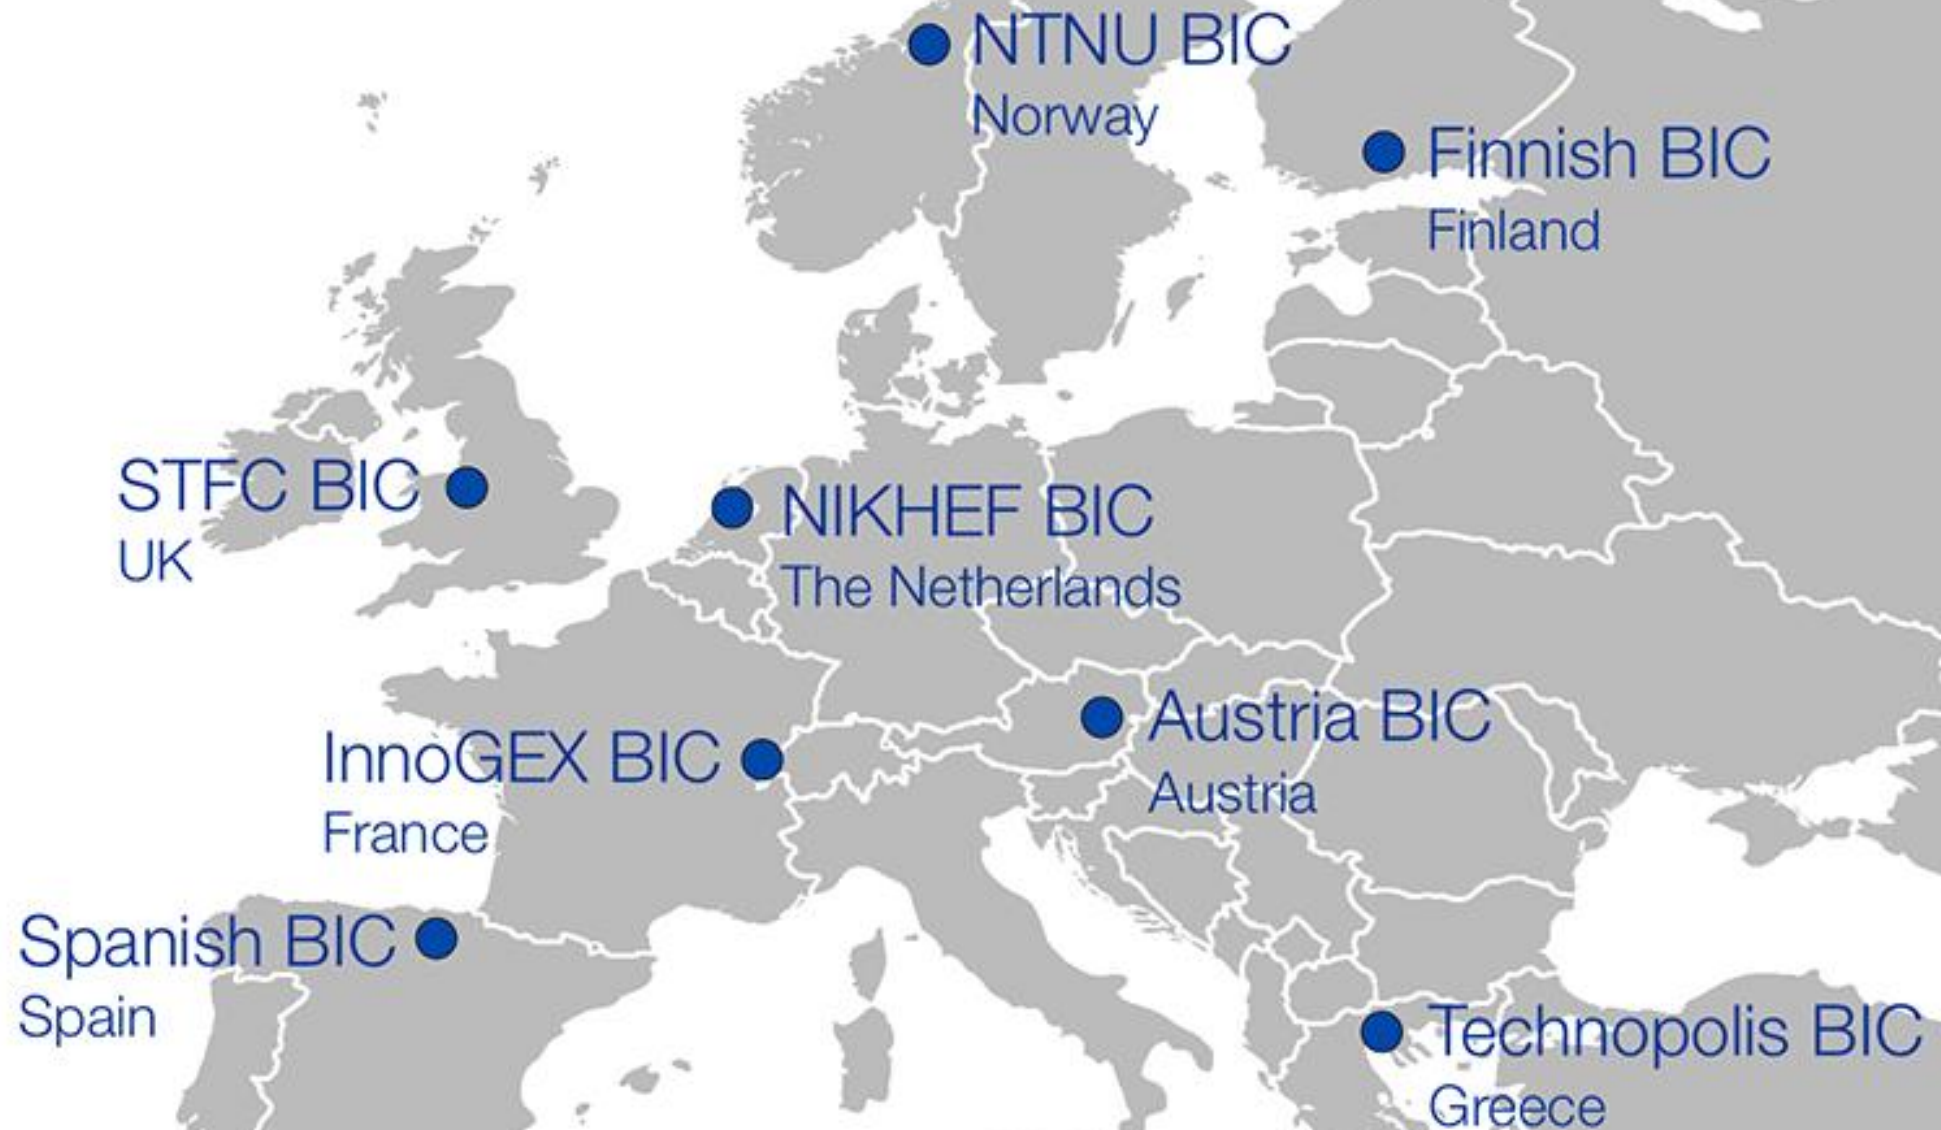 NTNU BIC
Norway
Finnish BIC
Finland
STFC BIC
UK
NIKHEF BIC
The Netherlands
Austria BIC
Austria
InnoGEX BIC
France
Spanish BIC
Spain
Technopolis BIC
Greece